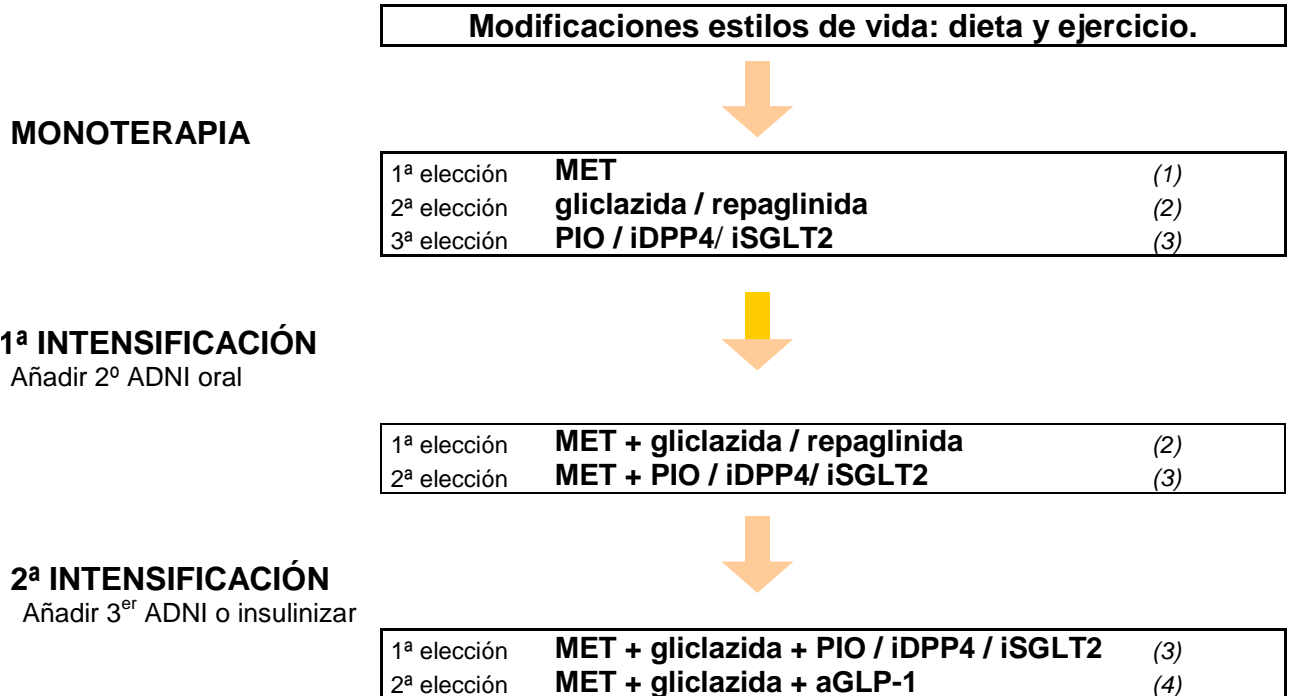 Modificaciones estilos de vida: dieta y ejercicio.
MONOTERAPIA
1ª elección MET (1)
2ª elección gliclazida / repaglinida (2)
3ª elección PIO / iDPP4/ iSGLT2 (3)
1ª INTENSIFICACIÓN
Añadir 2º ADNI oral
1ª elección MET + gliclazida / repaglinida (2)
2ª elección MET + PIO / iDPP4/ iSGLT2 (3)
2ª INTENSIFICACIÓN
Añadir 3er ADNI o insulinizar
1ª elección MET + gliclazida + PIO / iDPP4 / iSGLT2 (3)
2ª elección MET + gliclazida + aGLP-1 (4)